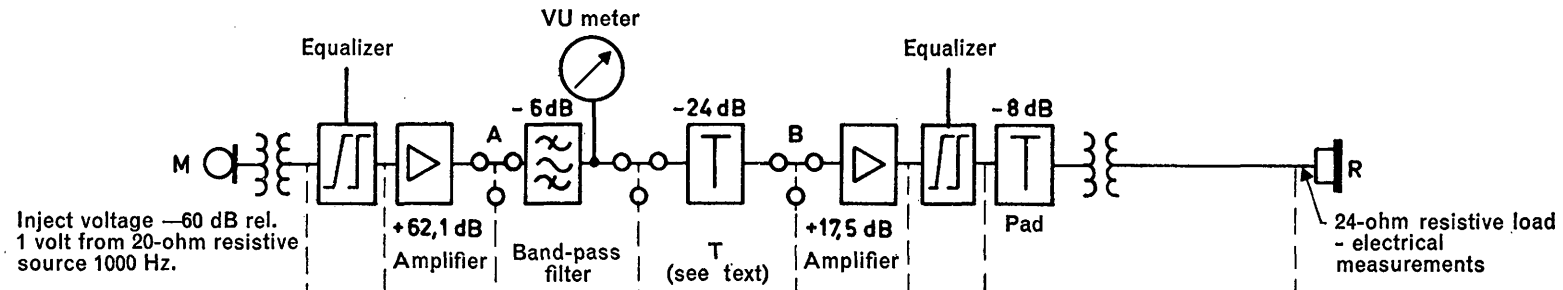 VU meter
Equalizer
Equalizer
- 6 dB
-24 dB
- 8 dB
A
B
M
R
Inject voltage —60 dB rel.
1 volt from 20-ohm resistive
source 1000 Hz.
+62,1 dB
Amplifier
Band-pass
filter
T
(see text)
+17,5 dB
Amplifier
Pad
24-ohm resistive load
- electrical
measurements